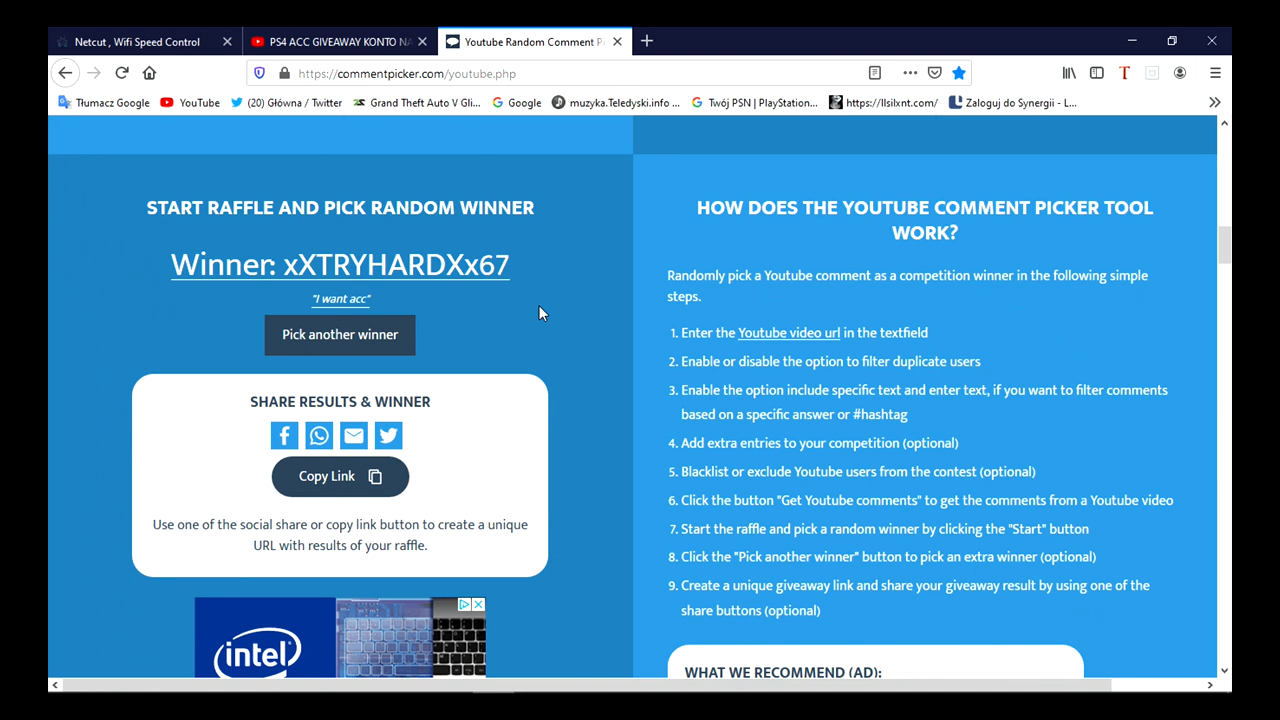 Netcut , Wifi Speed Control
PS4 ACC GIVEAWAY KONTO NA
Youtube Random Comment P
https://commentpicker.com/youtube.php
Tłumacz Google
YouTube
(20) Główna / Twitter
Grand Theft Auto V Gli...
Google
muzyka.Teledyski.info ...
Twój PSN | PlayStation...
https://llsilxnt.com/
Zaloguj do Synergii - L...
START RAFFLE AND PICK RANDOM WINNER
Winner: xXTRYHARDXx67
"I want acc"
Pick another winner
SHARE RESULTS & WINNER
Copy Link
Use one of the social share or copy link button to create a unique
URL with results of your raffle.
intel
HOW DOES THE YOUTUBE COMMENT PICKER TOOL
WORK?
Randomly pick a Youtube comment as a competition winner in the following simple
steps.
1. Enter the Youtube video url in the textfield
2. Enable or disable the option to filter duplicate users
3. Enable the option include specific text and enter text, if you want to filter comments
based on a specific answer or #hashtag
4. Add extra entries to your competition (optional)
5. Blacklist or exclude Youtube users from the contest (optional)
6. Click the button "Get Youtube comments" to get the comments from a Youtube video
7. Start the raffle and pick a random winner by clicking the "Start" button
8. Click the "Pick another winner" button to pick an extra winner (optional)
9. Create a unique giveaway link and share your giveaway result by using one of the
share buttons (optional)
WHAT WE RECOMMEND (AD):